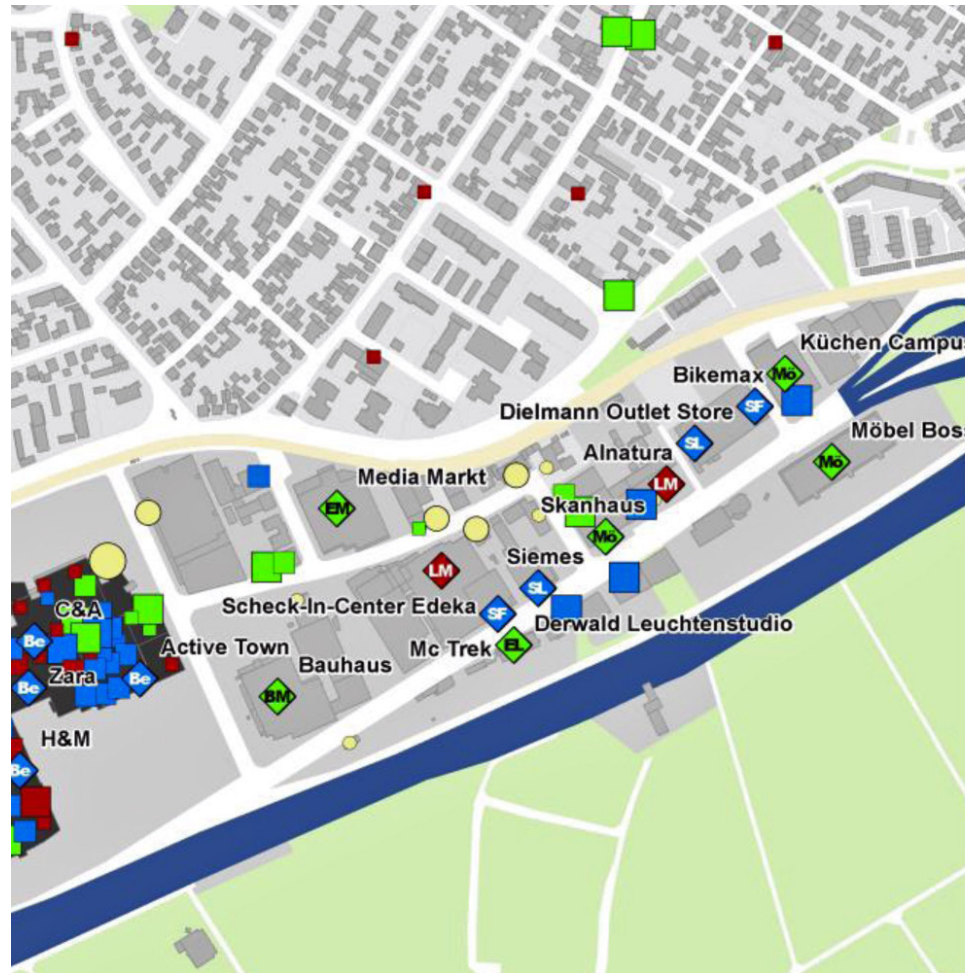 Küchen Campus
Mö
Bikemax
SF
Dielmann Outlet Store
SL
Möbel Boss
Mö
Alnatura
LM
Media Markt
EM
Skanhaus
Mö
Siemes
LM
SL
Scheck-In-Center Edeka
SF
Derwald Leuchtenstudio
C&A
Be
Active Town
Mc Trek
EL
Bauhaus
Zara
Be
Be
BM
H&M
Be